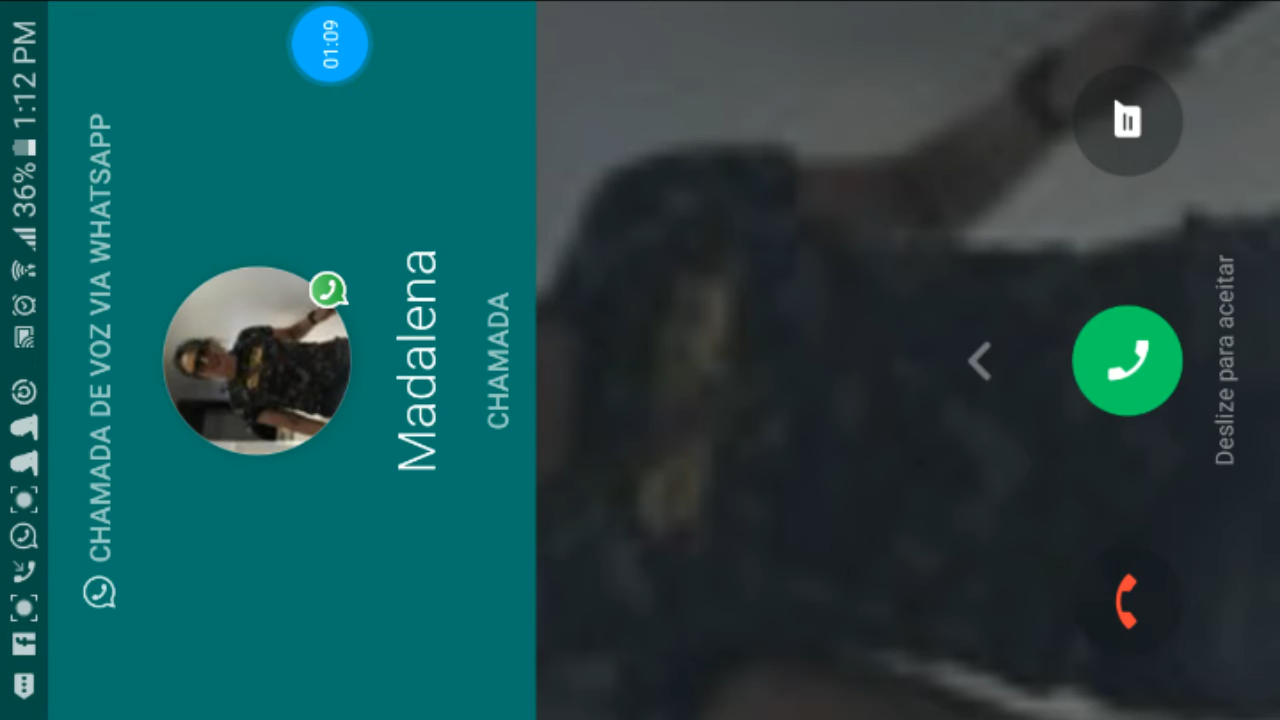 36% 1:12 PM
CHAMADA DE VOZ VIA WHATSAPP
01:09
Madalena
CHAMADA
Deslize para aceitar